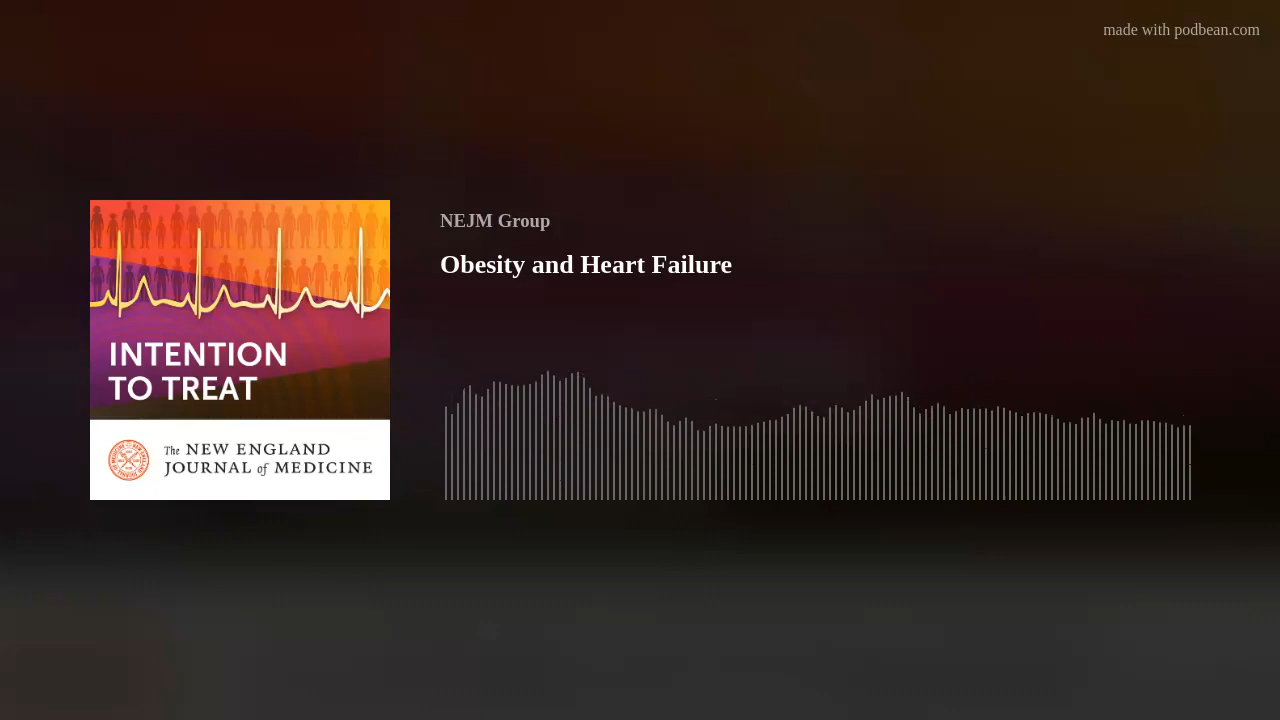 made with podbean.com
NEJM Group
Obesity and Heart Failure
INTENTION
TO TREAT
The NEW ENGLAND
JOURNAL of MEDICINE